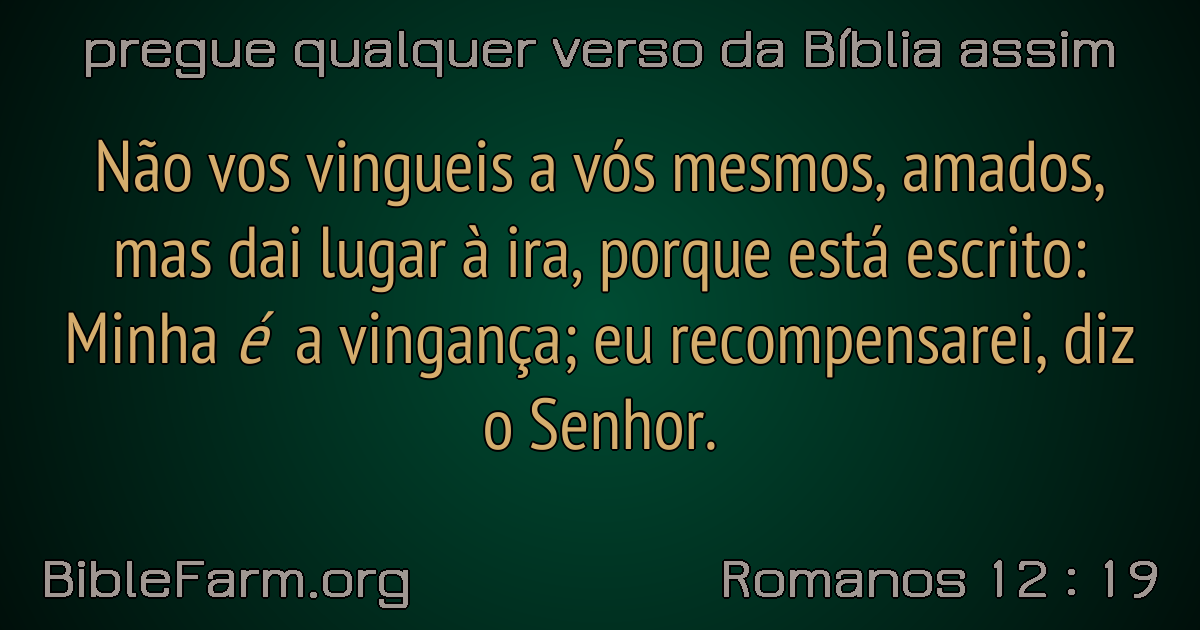 pregue qualquer verso da Bíblia assim
Não vos vingueis a vós mesmos, amados,
mas dai lugar à ira, porque está escrito:
Minha é a vingança; eu recompensarei, diz
o Senhor.
BibleFarm.org
Romanos 12 : 19